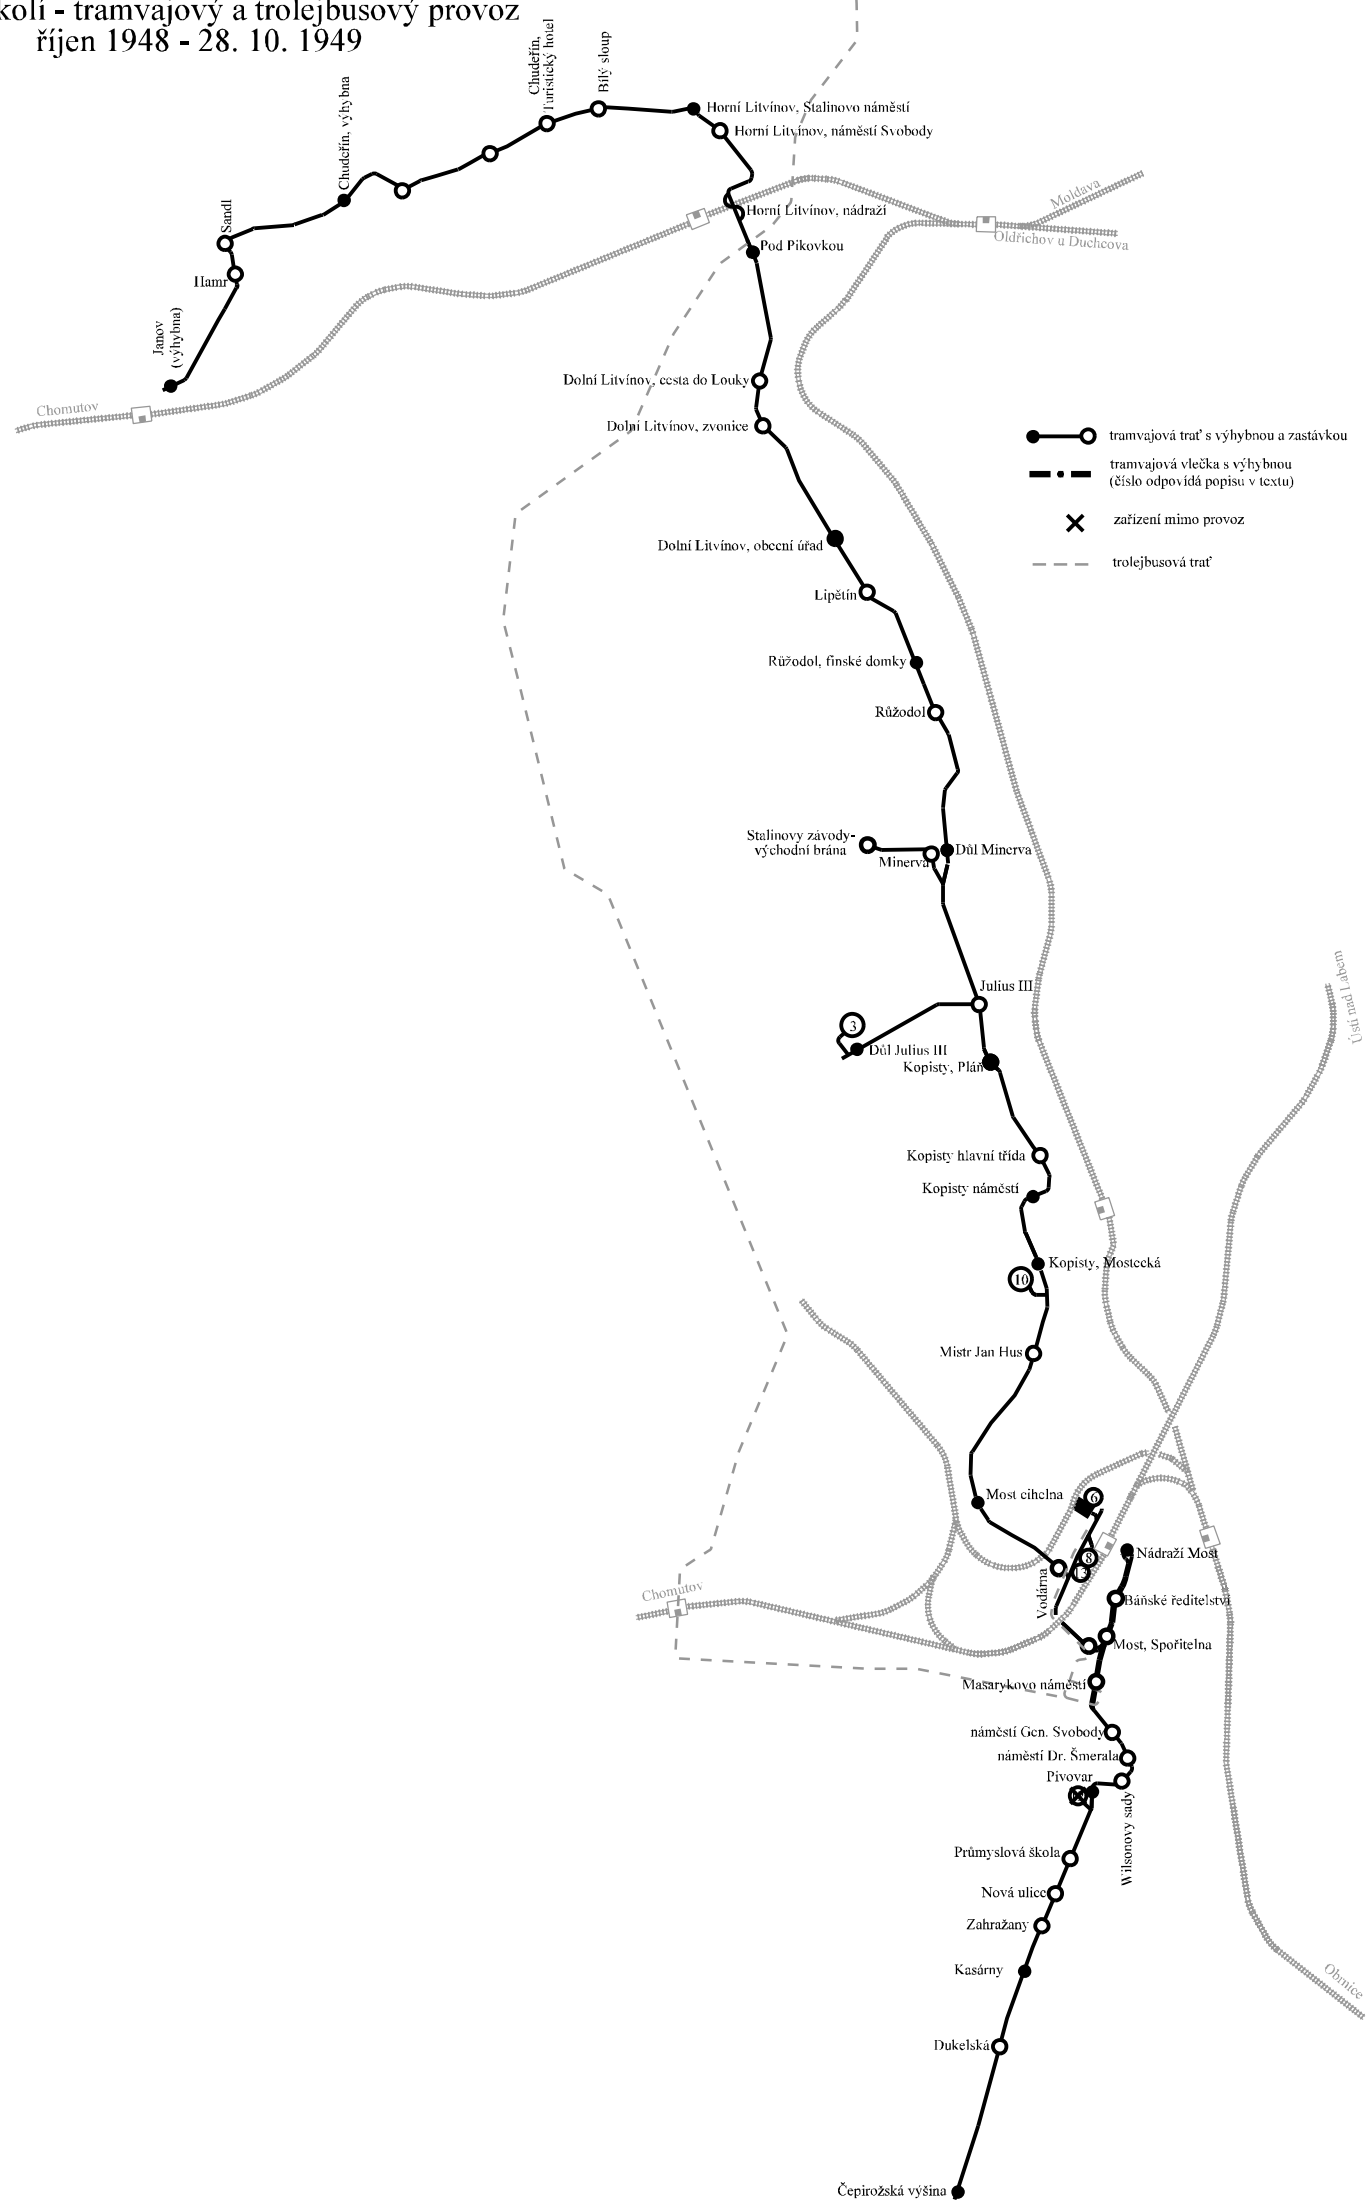 kolí - tramvajový a trolejbusový provoz
říjen 1948 - 28. 10. 1949
Chudeřín,
Turistický hotel
Bílý sloup
Chudeřín, výhybna
Horní Litvínov, Stalinovo náměstí
Horní Litvínov, náměstí Svobody
Sandl
Hamr
Janov
(výhybna)
Horní Litvínov, nádraží
Pod Pikovkou
Moldava
Oldřichov u Duchcova
Chomutov
Dolní Litvínov, cesta do Louky
Dolní Litvínov, zvonice
tramvajová trať s výhybnou a zastávkou
tramvajová vlečka s výhybnou
(číslo odpovídá popisu v textu)
zařízení mimo provoz
trolejbusová trať
Dolní Litvínov, obecní úřad
Lipětín
Růžodol, finské domky
Růžodol
Stalinovy závody-
východní brána
Minerva
Důl Minerva
Julius III
3
Důl Julius III
Kopisty, Pláň
Ústí nad Labem
Kopisty hlavní třída
Kopisty náměstí
Kopisty, Mostecká
10
Mistr Jan Hus
Most cihelna
6
8
13
Vodárna
Nádraží Most
Chomutov
Báňské ředitelství
Most, Spořitelna
Masarykovo náměstí
náměstí Gen. Svobody
náměstí Dr. Šmerala
Pivovar
Wilsonovy sady
Průmyslová škola
Nová ulice
Zahražany
Kasárny
Obrnice
Dukelská
Čepirožská výšina